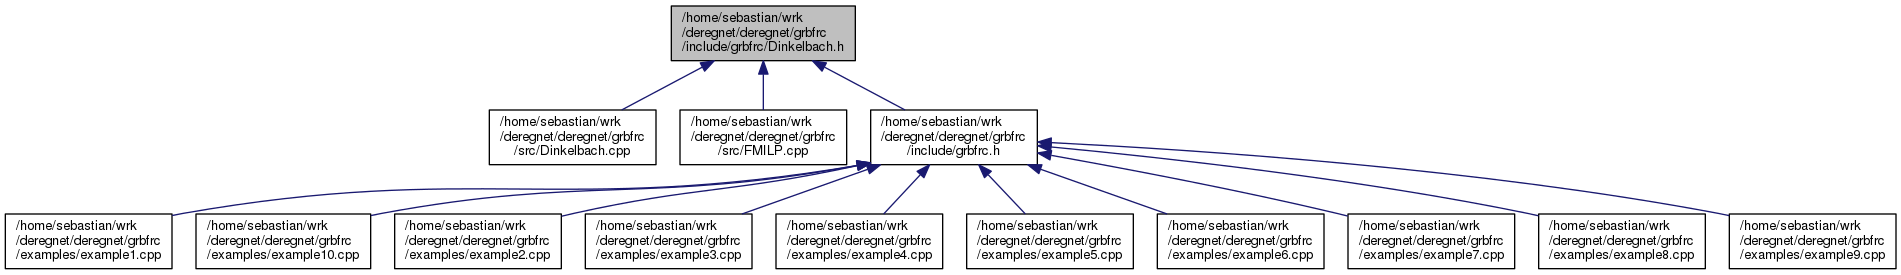 /home/sebastian/wrk
/deregnet/deregnet/grbfrc
/include/grbfrc/Dinkelbach.h
/home/sebastian/wrk
/deregnet/deregnet/grbfrc
/src/Dinkelbach.cpp
/home/sebastian/wrk
/deregnet/deregnet/grbfrc
/src/FMILP.cpp
/home/sebastian/wrk
/deregnet/deregnet/grbfrc
/include/grbfrc.h
/home/sebastian/wrk
/deregnet/deregnet/grbfrc
/examples/example1.cpp
/home/sebastian/wrk
/deregnet/deregnet/grbfrc
/examples/example10.cpp
/home/sebastian/wrk
/deregnet/deregnet/grbfrc
/examples/example2.cpp
/home/sebastian/wrk
/deregnet/deregnet/grbfrc
/examples/example3.cpp
/home/sebastian/wrk
/deregnet/deregnet/grbfrc
/examples/example4.cpp
/home/sebastian/wrk
/deregnet/deregnet/grbfrc
/examples/example5.cpp
/home/sebastian/wrk
/deregnet/deregnet/grbfrc
/examples/example6.cpp
/home/sebastian/wrk
/deregnet/deregnet/grbfrc
/examples/example7.cpp
/home/sebastian/wrk
/deregnet/deregnet/grbfrc
/examples/example8.cpp
/home/sebastian/wrk
/deregnet/deregnet/grbfrc
/examples/example9.cpp